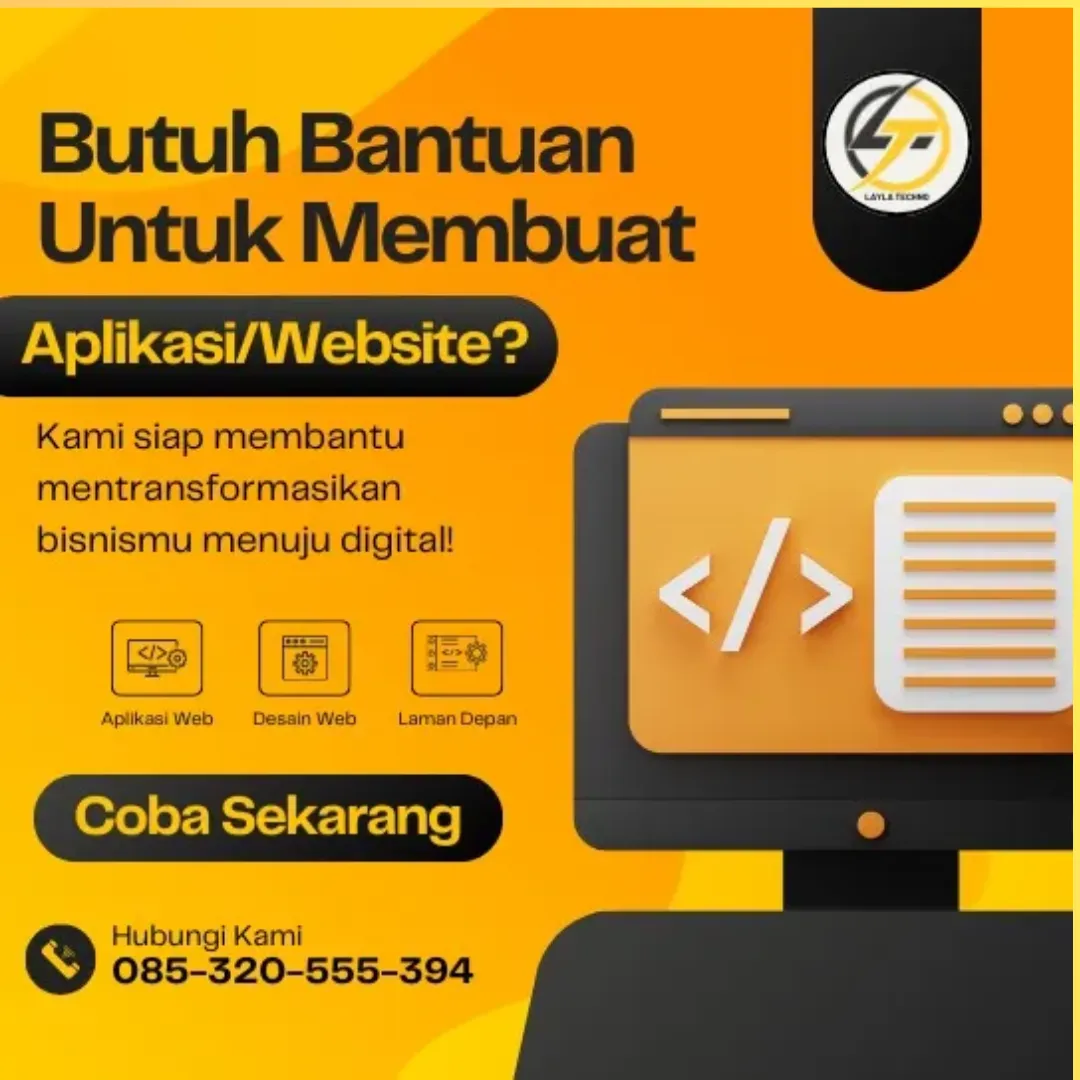 Butuh Bantuan
Untuk Membuat
LAYLA TECHNO
Aplikasi/Website?
Kami siap membantu
mentransformasikan
bisnismu menuju digital!
</>
</>
</>
Aplikasi Web
Desain Web
Laman Depan
Coba Sekarang
Hubungi Kami
085-320-555-394